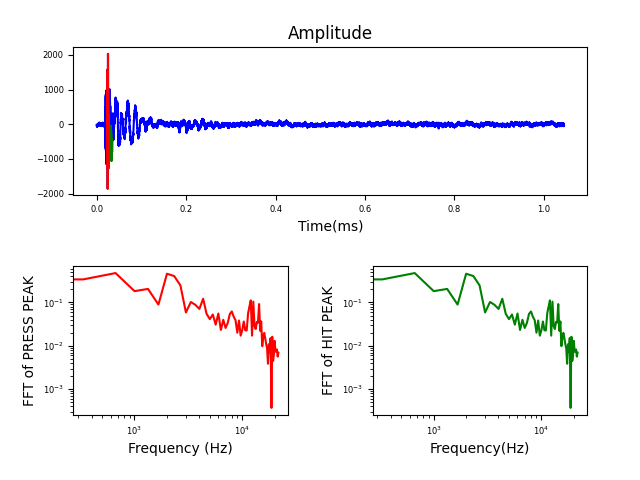 Amplitude
2000
1000
0
−1000
−2000
0.0 0.2 0.4 0.6 0.8 1.0
Time(ms)
FFT of PRESS PEAK
10⁻¹
10⁻²
10⁻³
10³ 10⁴
Frequency (Hz)
FFT of HIT PEAK
10⁻¹
10⁻²
10⁻³
10³ 10⁴
Frequency(Hz)